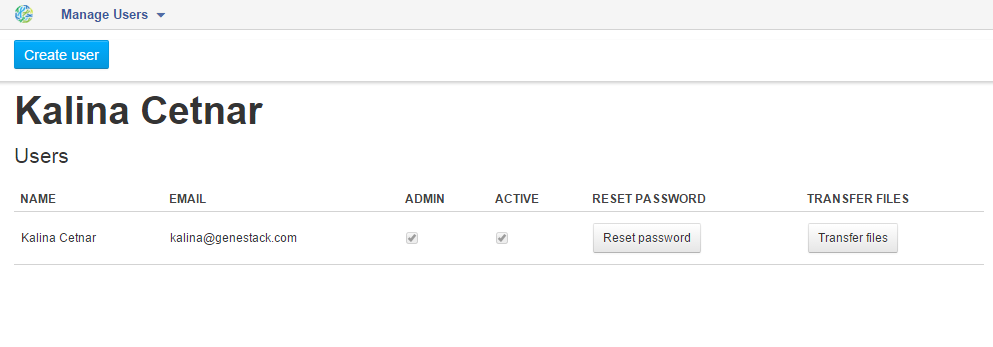 Manage Users
Create user
Kalina Cetnar
Users
NAME EMAIL ADMIN ACTIVE RESET PASSWORD TRANSFER FILES
Kalina Cetnar kalina@genestack.com Reset password Transfer files